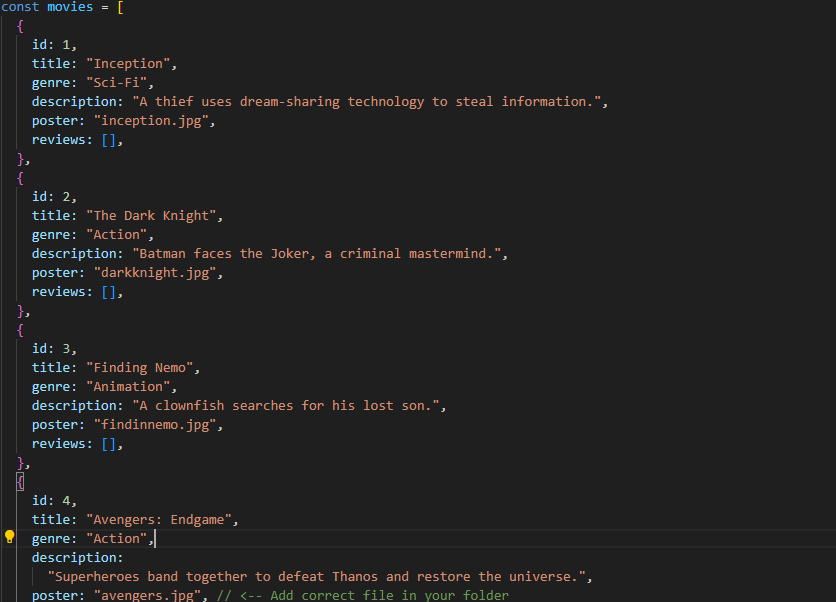 const movies = [
{
id: 1,
title: "Inception",
genre: "Sci-Fi",
description: "A thief uses dream-sharing technology to steal information.",
poster: "inception.jpg",
reviews: [],
},
{
id: 2,
title: "The Dark Knight",
genre: "Action",
description: "Batman faces the Joker, a criminal mastermind.",
poster: "darkknight.jpg",
reviews: [],
},
{
id: 3,
title: "Finding Nemo",
genre: "Animation",
description: "A clownfish searches for his lost son.",
poster: "findinnemo.jpg",
reviews: [],
},
{
id: 4,
title: "Avengers: Endgame",
genre: "Action",
description:
"Superheroes band together to defeat Thanos and restore the universe.",
poster: "avengers.jpg", // <-- Add correct file in your folder